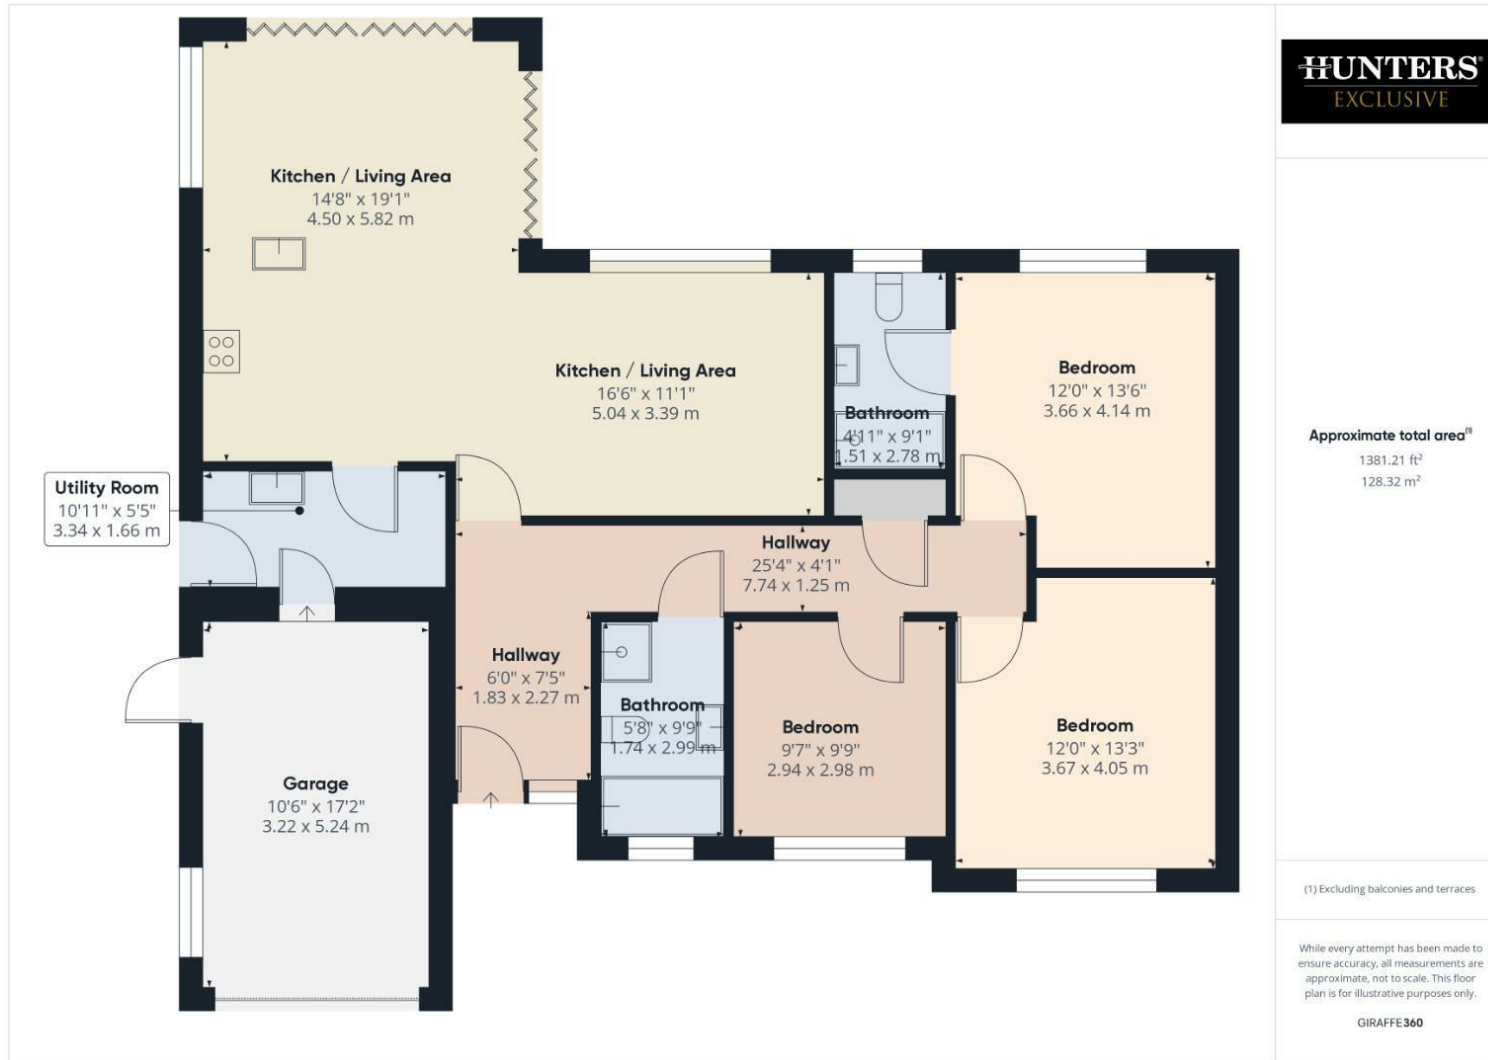 HUNTERS
EXCLUSIVE
Kitchen / Living Area
14'8" x 19'1"
4.50 x 5.82 m
Kitchen / Living Area
16'6" x 11'1"
5.04 x 3.39 m
Bathroom
4'11" x 9'1"
1.51 x 2.78 m
Bedroom
12'0" x 13'6"
3.66 x 4.14 m
Utility Room
10'11" x 5'5"
3.34 x 1.66 m
Hallway
25'4" x 4'1"
7.74 x 1.25 m
Hallway
6'0" x 7'5"
1.83 x 2.27 m
Bathroom
5'8" x 9'9"
1.74 x 2.99 m
Bedroom
9'7" x 9'9"
2.94 x 2.98 m
Bedroom
12'0" x 13'3"
3.67 x 4.05 m
Garage
10'6" x 17'2"
3.22 x 5.24 m
Approximate total area(1)
1381.21 ft²
128.32 m²
(1) Excluding balconies and terraces
While every attempt has been made to
ensure accuracy, all measurements are
approximate, not to scale. This floor
plan is for illustrative purposes only.
GIRAFFE360